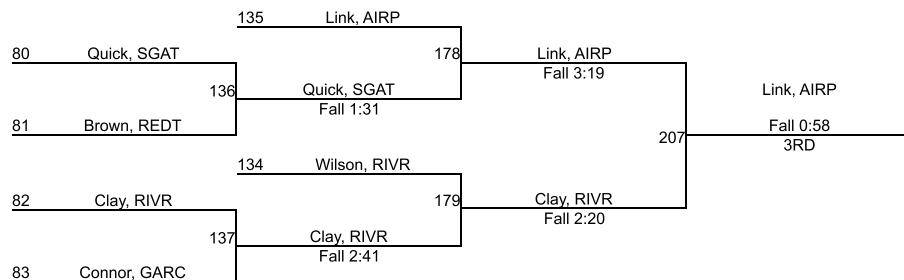 135 Link, AIRP
80 Quick, SGAT
178 Link, AIRP
Fall 3:19
136 Quick, SGAT
Fall 1:31
Link, AIRP
81 Brown, REDT
Fall 0:58
207 3RD
134 Wilson, RIVR
82 Clay, RIVR
179 Clay, RIVR
Fall 2:20
137 Clay, RIVR
Fall 2:41
83 Connor, GARC